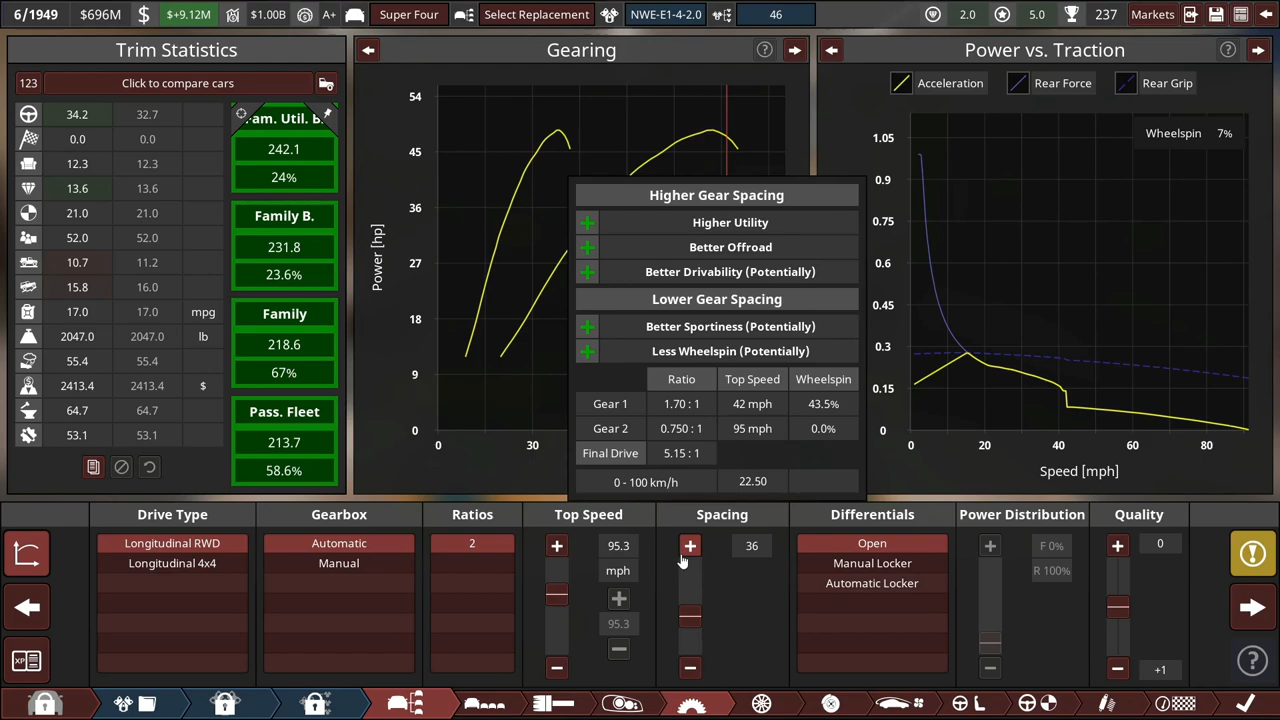 6/1949 $ $696M $+9.12M $1.00B A+ Super Four Select Replacement NWE-E1-4-2.0 46 2.0 5.0 237 Markets
Trim Statistics
123 Click to compare cars
34.2 32.7
0.0 0.0
12.3 12.3
13.6 13.6
21.0 21.0
52.0 52.0
10.7 11.2
15.8 16.0
17.0 17.0 mpg
2047.0 2047.0 lb
55.4 55.4
2413.4 2413.4 $
64.7 64.7
53.1 53.1
Fam. Util. B.
242.1
24%
Family B.
231.8
23.6%
Family
218.6
67%
Pass. Fleet
213.7
58.6%
Gearing
?
Power [hp]
54
45
36
27
18
9
0
0 30
Higher Gear Spacing
Higher Utility
Better Offroad
Better Drivability (Potentially)
Lower Gear Spacing
Better Sportiness (Potentially)
Less Wheelspin (Potentially)
Ratio Top Speed Wheelspin
Gear 1 1.70 : 1 42 mph 43.5%
Gear 2 0.750 : 1 95 mph 0.0%
Final Drive 5.15 : 1
0 - 100 km/h 22.50
Power vs. Traction
?
Acceleration Rear Force Rear Grip
Wheelspin 7%
1.05
0.9
0.75
0.6
0.45
0.3
0.15
0
0 20 40 60 80
Speed [mph]
Drive Type
Longitudinal RWD
Longitudinal 4x4
Gearbox
Automatic
Manual
Ratios
2
Top Speed
95.3
mph
95.3
Spacing
36
Differentials
Open
Manual Locker
Automatic Locker
Power Distribution
F 0%
R 100%
Quality
0
+1
XP
?